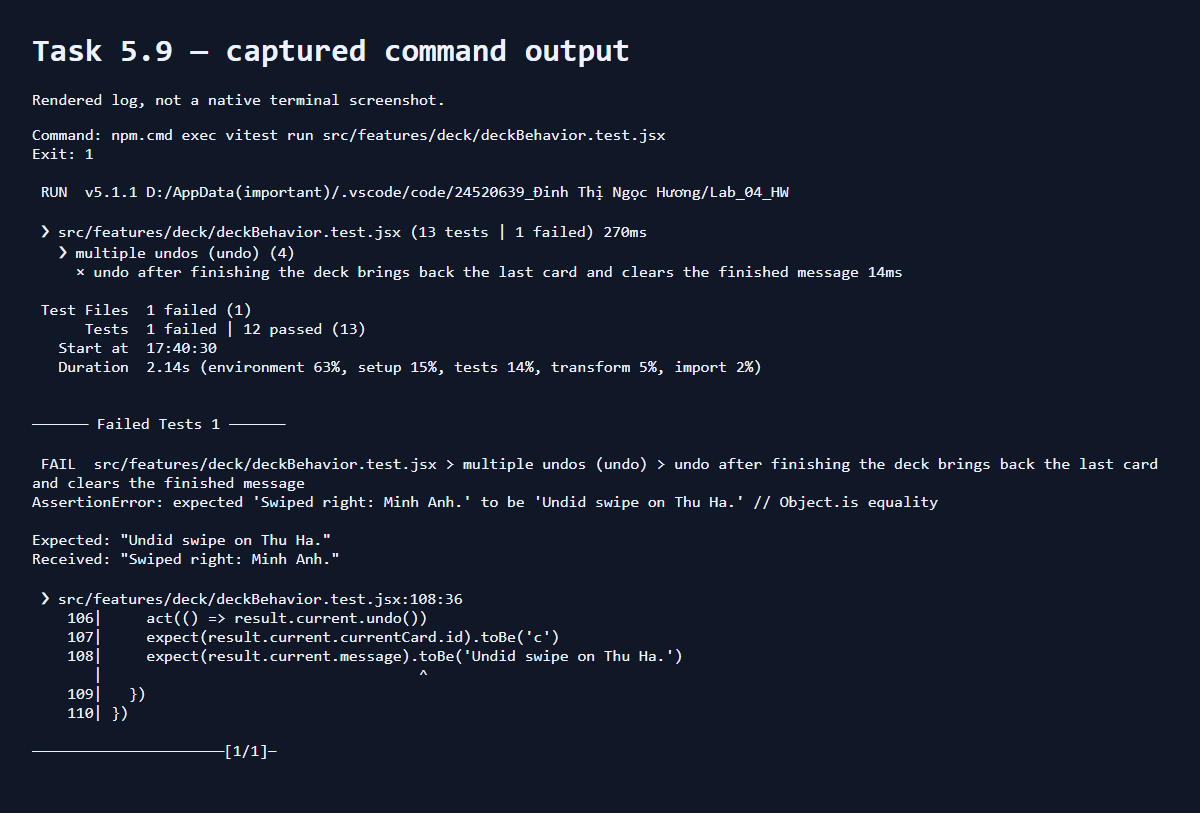 Task 5.9 — captured command output
Rendered log, not a native terminal screenshot.
Command: npm.cmd exec vitest run src/features/deck/deckBehavior.test.jsx
Exit: 1
RUN  v5.1.1 D:/AppData(important)/.vscode/code/24520639_Đinh Thị Ngọc Hương/Lab_04_HW
❯ src/features/deck/deckBehavior.test.jsx (13 tests | 1 failed) 270ms
❯ multiple undos (undo) (4)
× undo after finishing the deck brings back the last card and clears the finished message 14ms
Test Files  1 failed (1)
Tests  1 failed | 12 passed (13)
Start at  17:40:30
Duration  2.14s (environment 63%, setup 15%, tests 14%, transform 5%, import 2%)
—————— Failed Tests 1 ——————
FAIL  src/features/deck/deckBehavior.test.jsx > multiple undos (undo) > undo after finishing the deck brings back the last card
and clears the finished message
AssertionError: expected 'Swiped right: Minh Anh.' to be 'Undid swipe on Thu Ha.' // Object.is equality
Expected: "Undid swipe on Thu Ha."
Received: "Swiped right: Minh Anh."
❯ src/features/deck/deckBehavior.test.jsx:108:36
106|     act(() => result.current.undo())
107|     expect(result.current.currentCard.id).toBe('c')
108|     expect(result.current.message).toBe('Undid swipe on Thu Ha.')
|                                    ^
109|   })
110| })
——————————————————————[1/1]—